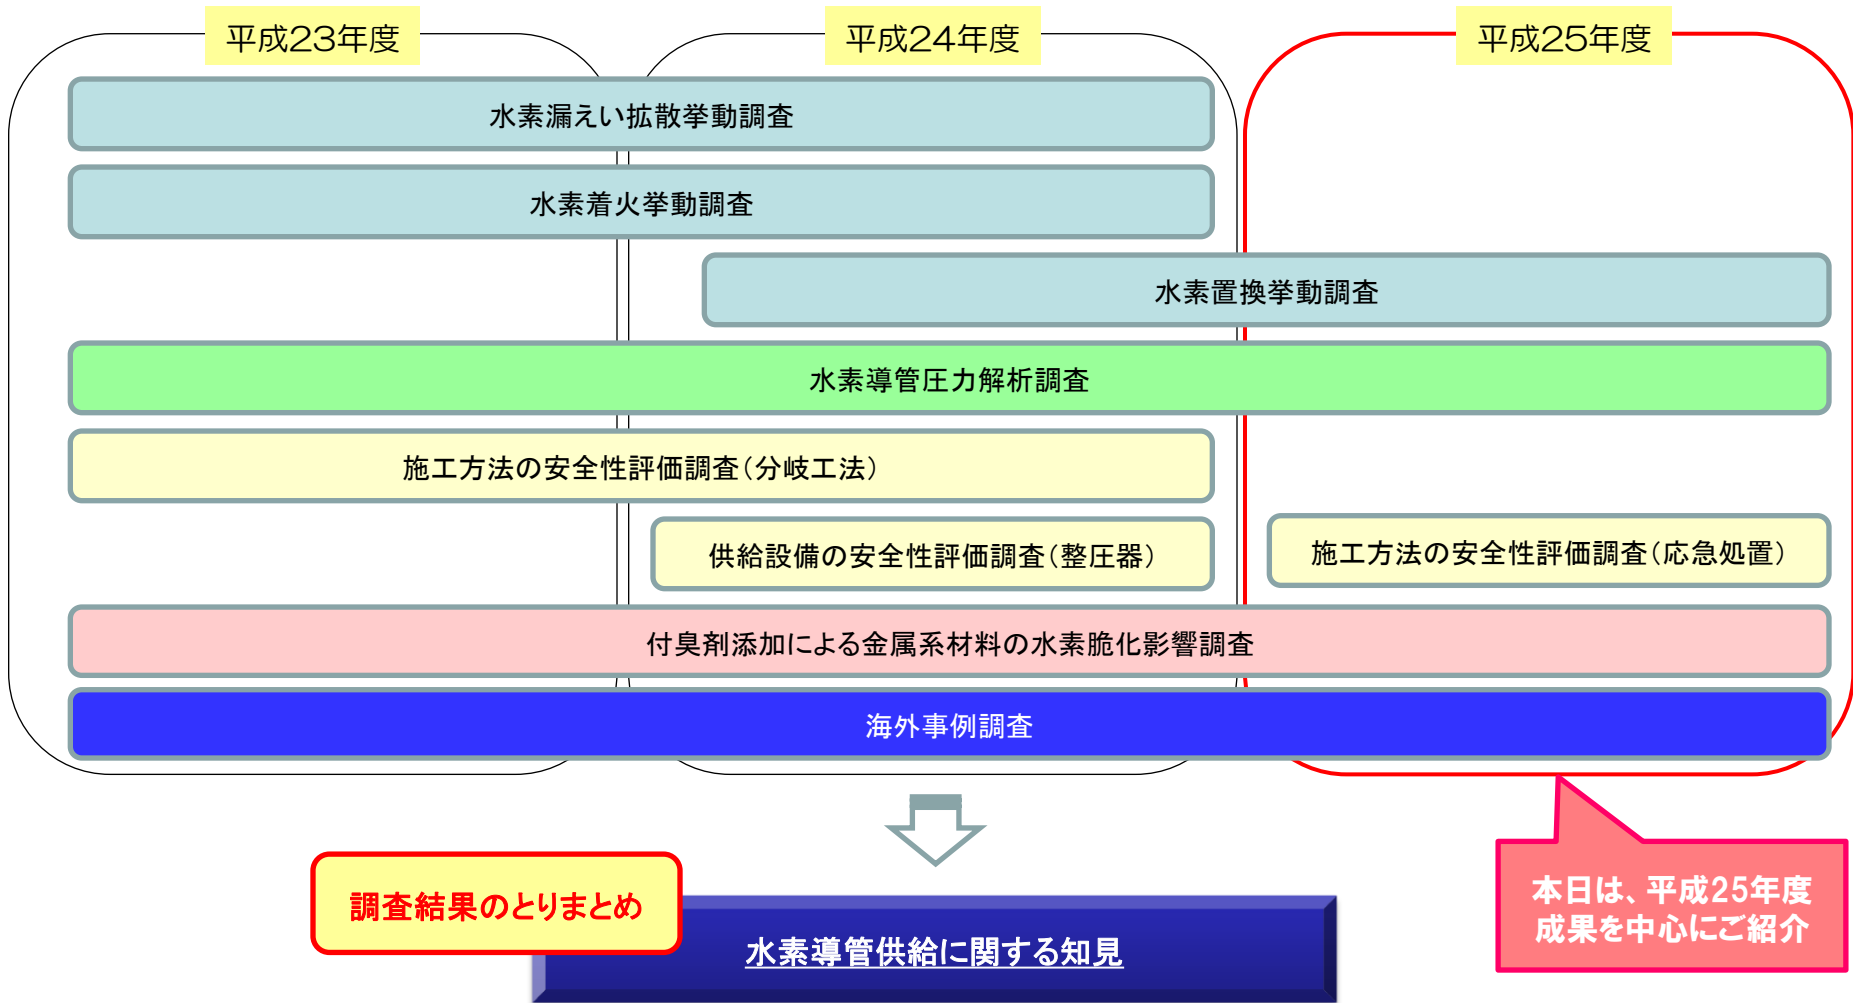 平成23年度
平成24年度
平成25年度
水素漏えい拡散挙動調査
水素着火挙動調査
水素置換挙動調査
水素導管圧力解析調査
施工方法の安全性評価調査(分岐工法)
供給設備の安全性評価調査(整圧器)
施工方法の安全性評価調査(応急処置)
付臭剤添加による金属系材料の水素脆化影響調査
海外事例調査
調査結果のとりまとめ
水素導管供給に関する知見
本日は、平成25年度
成果を中心にご紹介